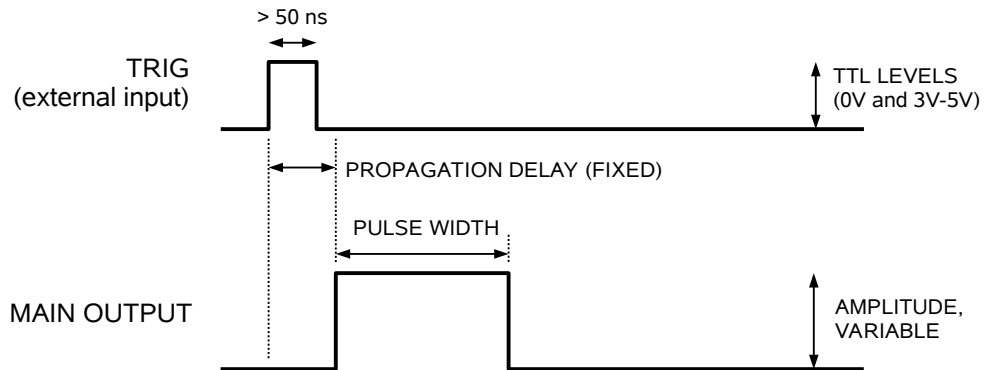 > 50 ns
TRIG
(external input)
TTL LEVELS
(0V and 3V-5V)
PROPAGATION DELAY (FIXED)
PULSE WIDTH
MAIN OUTPUT
AMPLITUDE,
VARIABLE